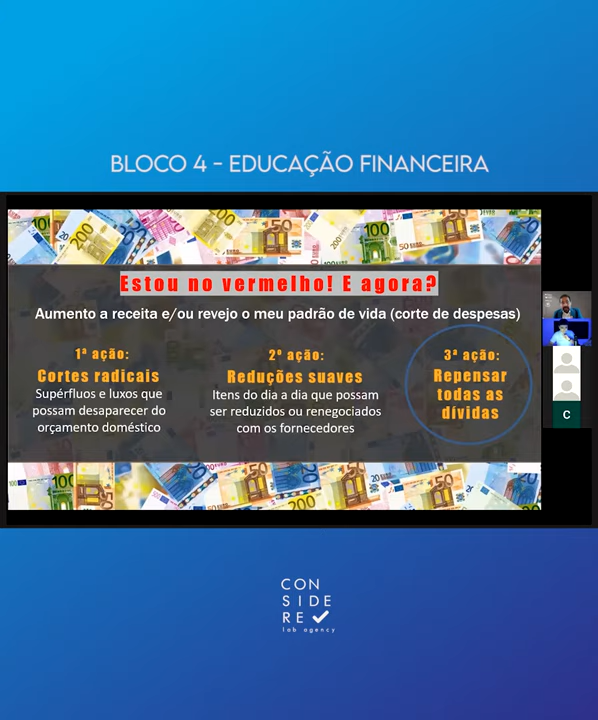 BLOCO 4 - EDUCAÇÃO FINANCEIRA
Estou no vermelho! E agora?
Aumento a receita e/ou revejo o meu padrão de vida (corte de despesas)
1ª ação:
Cortes radicais
Supérfluos e luxos que
possam desaparecer do
orçamento doméstico
2º ação:
Reduções suaves
Itens do dia a dia que possam
ser reduzidos ou renegociados
com os fornecedores
3ª ação:
Repensar
todas as
dívidas
C
CON
SIDE
RE
lab agency